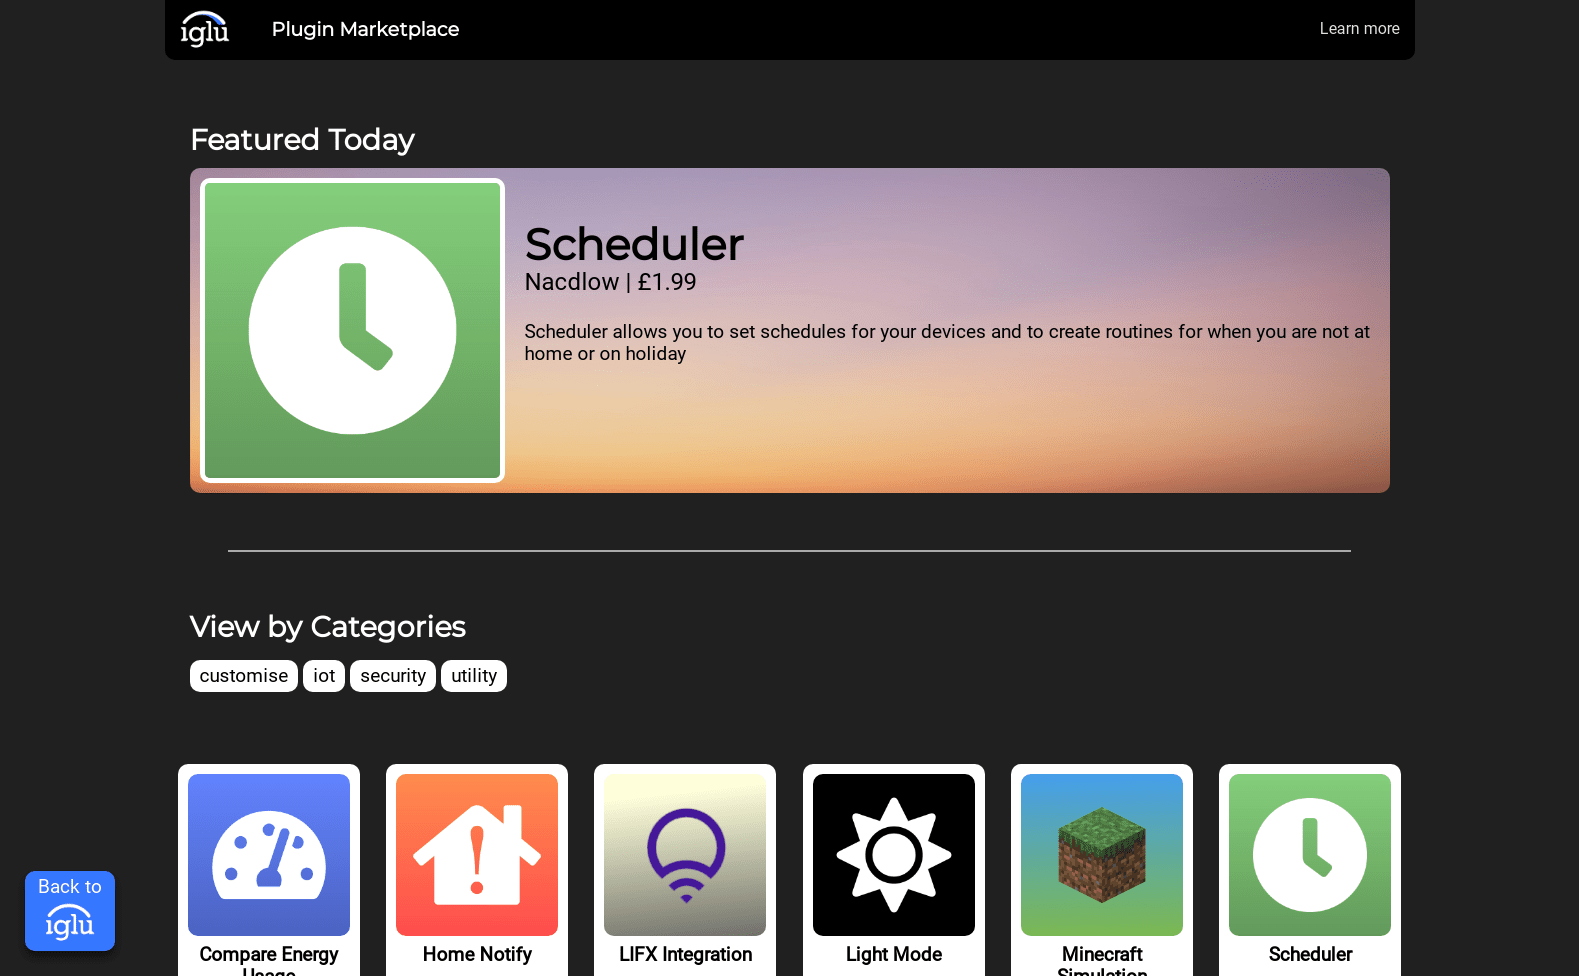 iglu
Plugin Marketplace
Learn more
Featured Today
Scheduler
Nacdlow | £1.99
Scheduler allows you to set schedules for your devices and to create routines for when you are not at
home or on holiday
View by Categories
customise
iot
security
utility
Compare Energy
Usage
Home Notify
LIFX Integration
Light Mode
Minecraft
Simulation
Scheduler
Back to
iglu